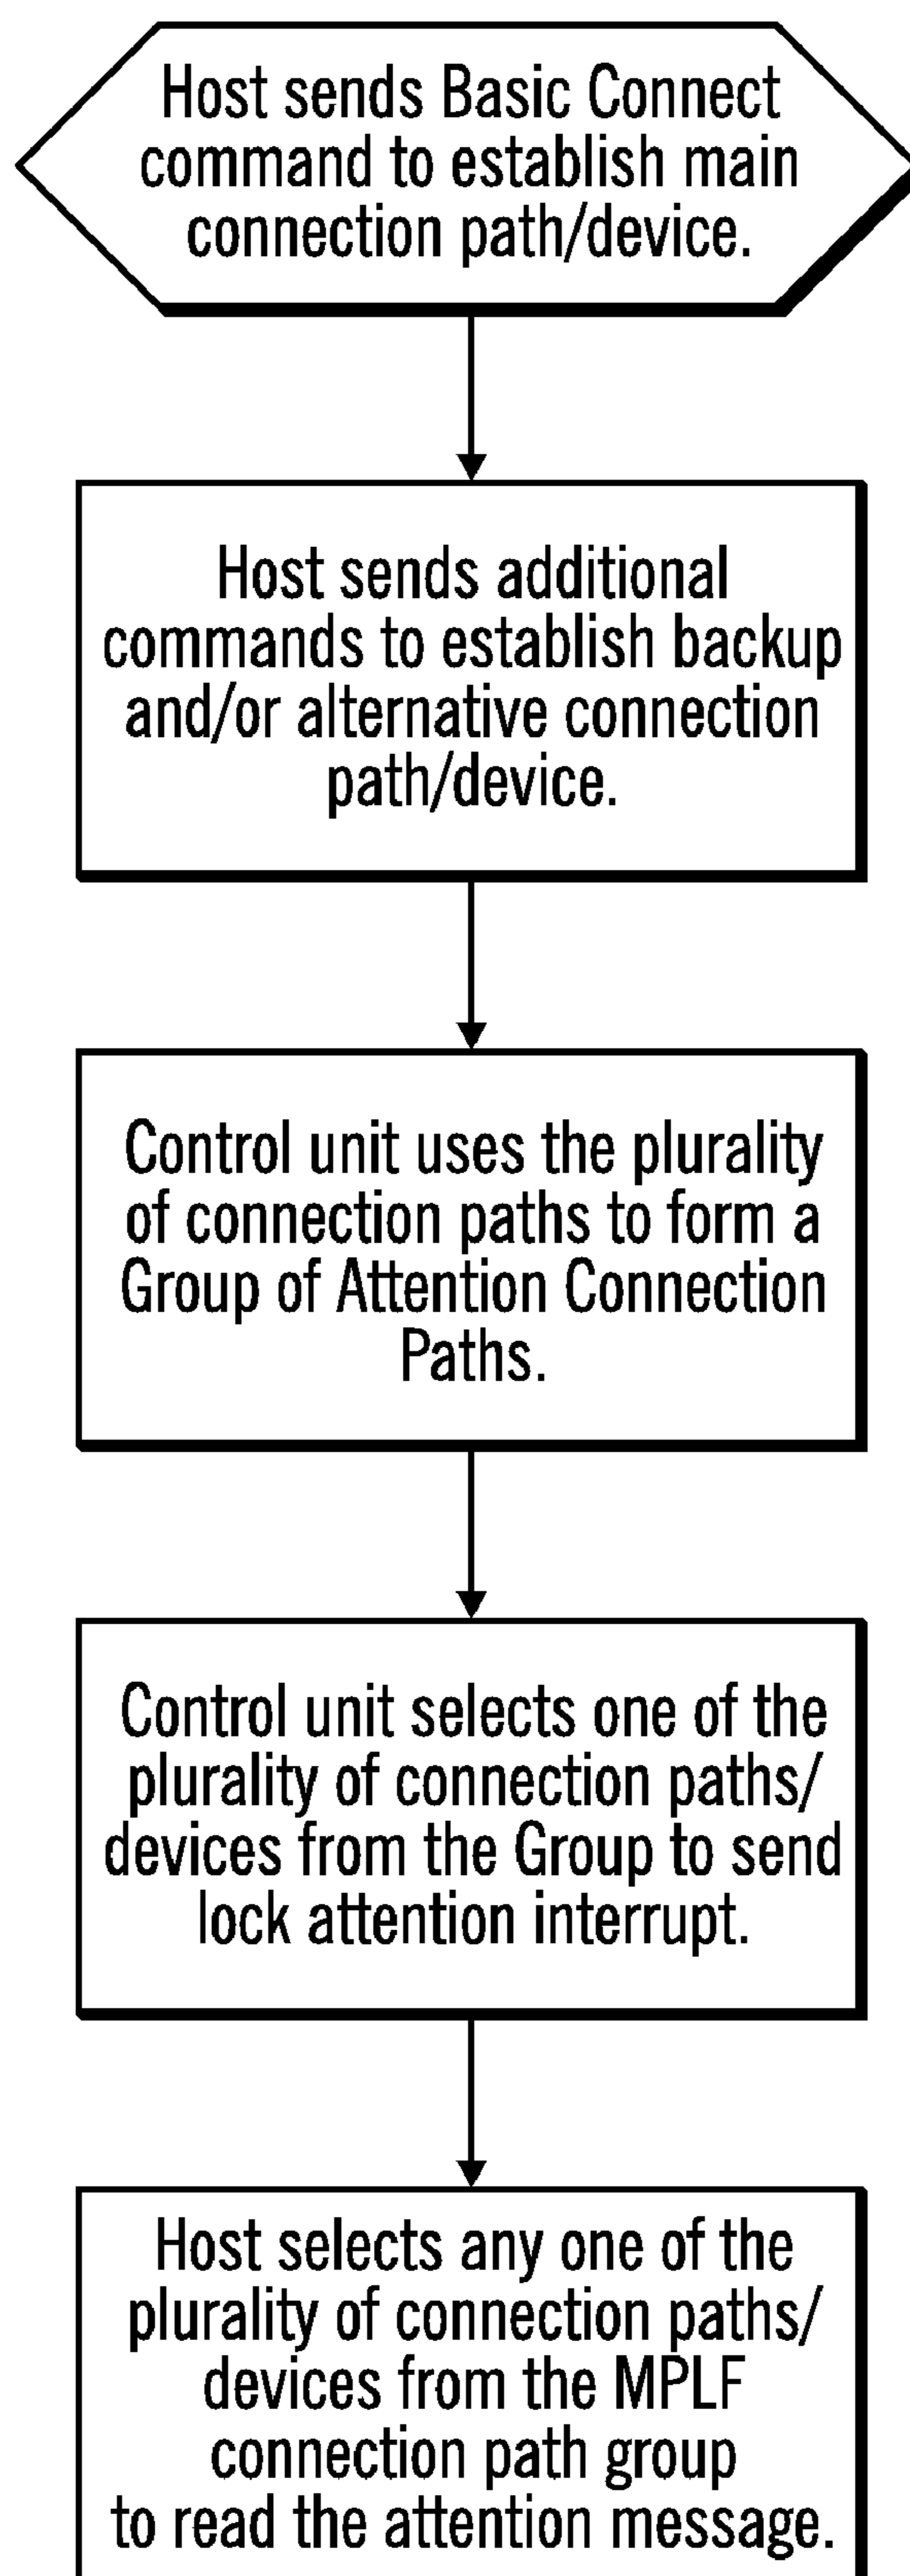 Host sends Basic Connect
command to establish main
connection path/device.
Host sends additional
commands to establish backup
and/or alternative connection
path/device.
Control unit uses the plurality
of connection paths to form a
Group of Attention Connection
Paths.
Control unit selects one of the
plurality of connection paths/
devices from the Group to send
lock attention interrupt.
Host selects any one of the
plurality of connection paths/
devices from the MPLF
connection path group
to read the attention message.